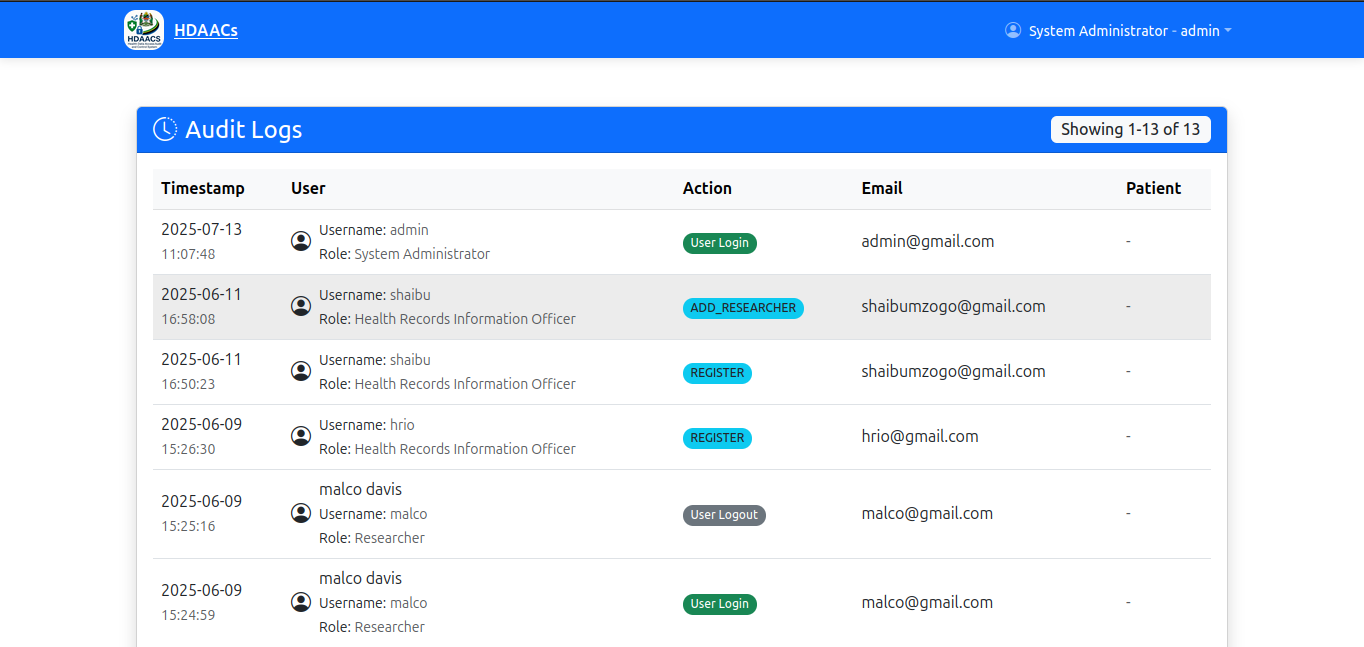 HDAACS
HDAACs
System Administrator - admin
Audit Logs
Showing 1-13 of 13
Timestamp User Action Email Patient
2025-07-13
11:07:48
Username: admin
Role: System Administrator
User Login
admin@gmail.com
-
2025-06-11
16:58:08
Username: shaibu
Role: Health Records Information Officer
ADD_RESEARCHER
shaibumzogo@gmail.com
-
2025-06-11
16:50:23
Username: shaibu
Role: Health Records Information Officer
REGISTER
shaibumzogo@gmail.com
-
2025-06-09
15:26:30
Username: hrio
Role: Health Records Information Officer
REGISTER
hrio@gmail.com
-
2025-06-09
15:25:16
malco davis
Username: malco
Role: Researcher
User Logout
malco@gmail.com
-
2025-06-09
15:24:59
malco davis
Username: malco
Role: Researcher
User Login
malco@gmail.com
-